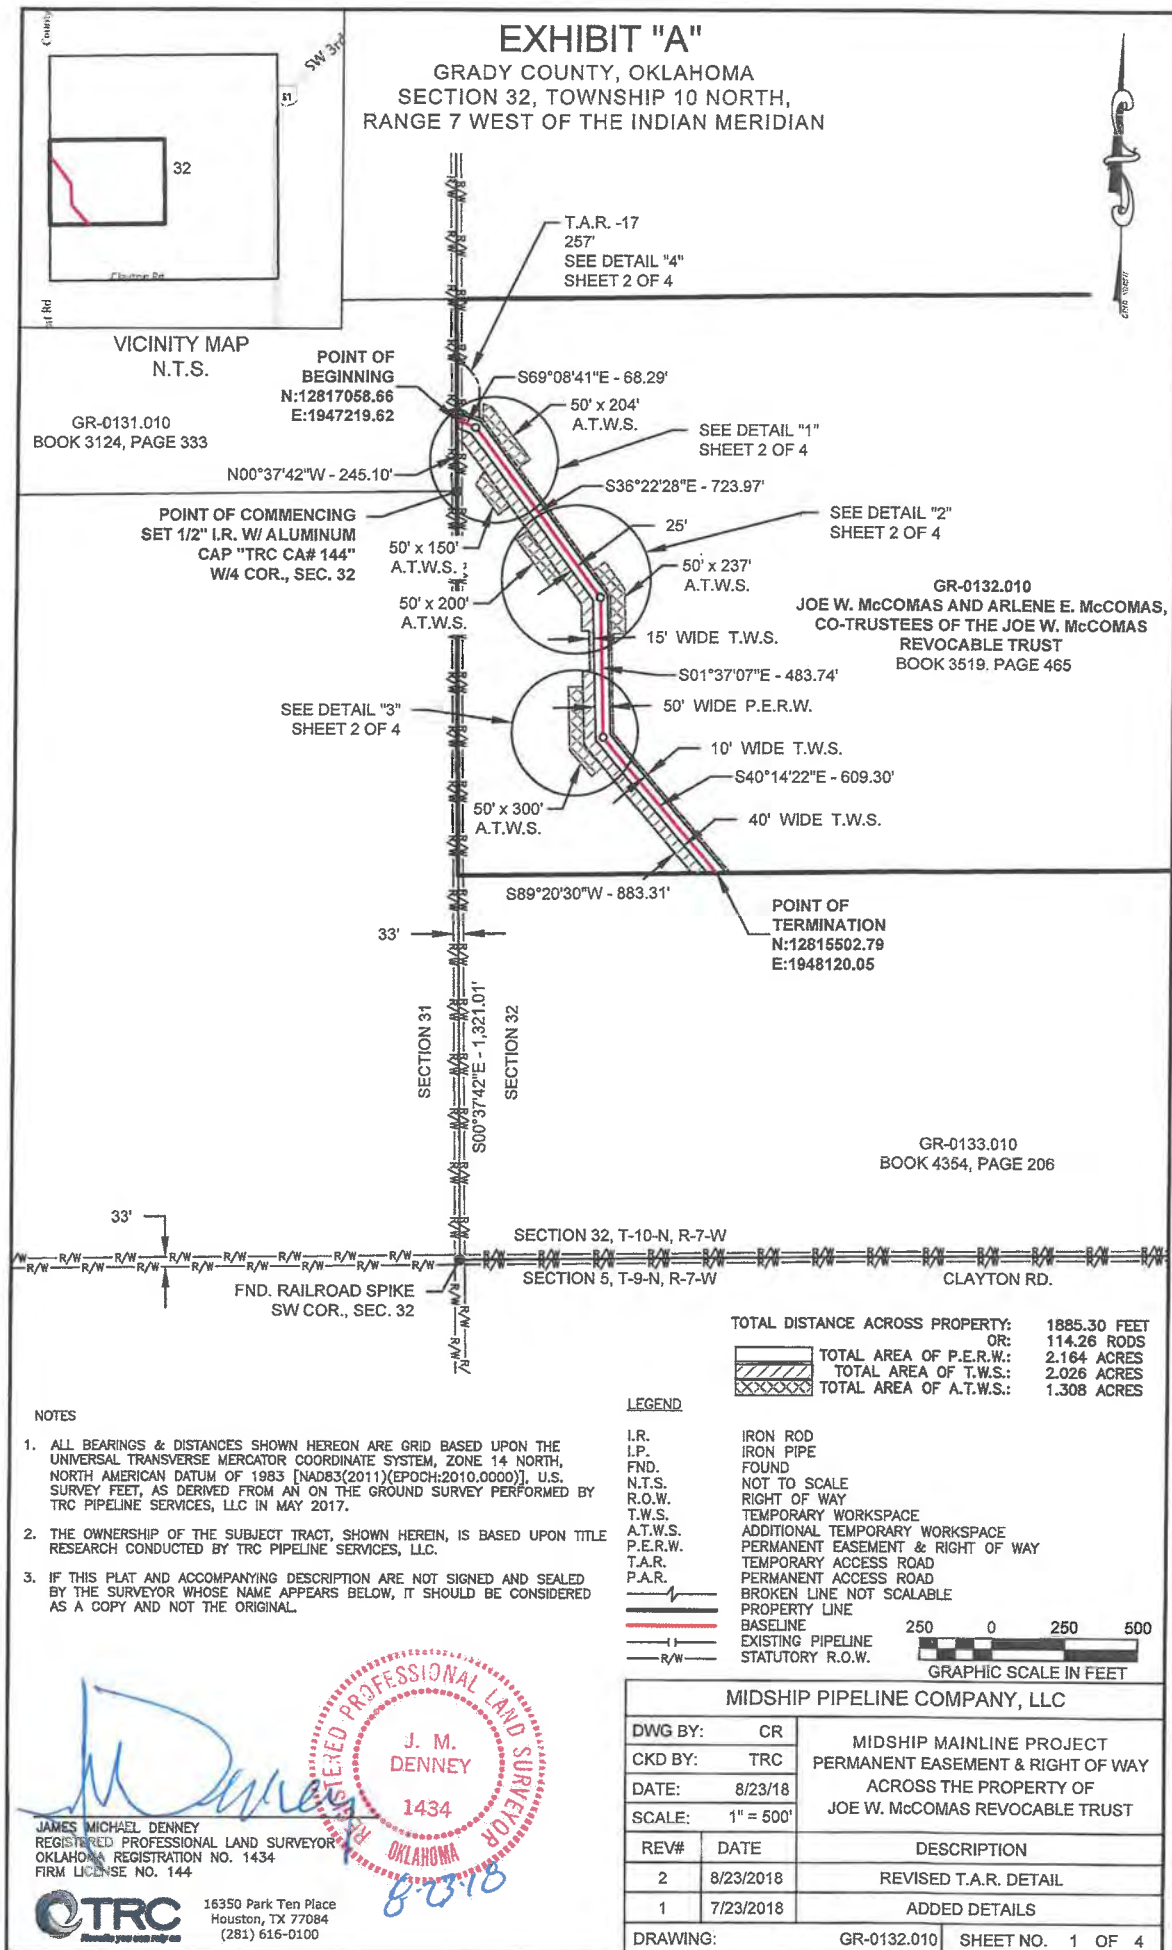 EXHIBIT "A"
GRADY COUNTY, OKLAHOMA
SECTION 32, TOWNSHIP 10 NORTH,
RANGE 7 WEST OF THE INDIAN MERIDIAN
County
SW 3rd
81
32
Clayton Rd
st Rd
VICINITY MAP
N.T.S.
GR-0131.010
BOOK 3124, PAGE 333
T.A.R. -17
257'
SEE DETAIL "4"
SHEET 2 OF 4
POINT OF
BEGINNING
N:12817058.66
E:1947219.62
S69°08'41"E - 68.29'
50' x 204'
A.T.W.S.
SEE DETAIL "1"
SHEET 2 OF 4
N00°37'42"W - 245.10'
S36°22'28"E - 723.97'
POINT OF COMMENCING
SET 1/2" I.R. W/ ALUMINUM
CAP "TRC CA# 144"
W/4 COR., SEC. 32
SEE DETAIL "2"
SHEET 2 OF 4
25'
50' x 150'
A.T.W.S.
50' x 237'
A.T.W.S.
50' x 200'
A.T.W.S.
GR-0132.010
JOE W. McCOMAS AND ARLENE E. McCOMAS,
CO-TRUSTEES OF THE JOE W. McCOMAS
REVOCABLE TRUST
BOOK 3519. PAGE 465
15' WIDE T.W.S.
S01°37'07"E - 483.74'
50' WIDE P.E.R.W.
SEE DETAIL "3"
SHEET 2 OF 4
10' WIDE T.W.S.
S40°14'22"E - 609.30'
50' x 300'
A.T.W.S.
40' WIDE T.W.S.
S89°20'30"W - 883.31'
POINT OF
TERMINATION
N:12815502.79
E:1948120.05
33'
SECTION 31
S00°37'42"E - 1,321.01'
SECTION 32
GR-0133.010
BOOK 4354, PAGE 206
33'
SECTION 32, T-10-N, R-7-W
R/W R/W R/W R/W R/W R/W R/W R/W
SECTION 5, T-9-N, R-7-W
CLAYTON RD.
FND. RAILROAD SPIKE
SW COR., SEC. 32
TOTAL DISTANCE ACROSS PROPERTY: 1885.30 FEET
OR: 114.26 RODS
TOTAL AREA OF P.E.R.W.: 2.164 ACRES
TOTAL AREA OF T.W.S.: 2.026 ACRES
TOTAL AREA OF A.T.W.S.: 1.308 ACRES
NOTES
1. ALL BEARINGS & DISTANCES SHOWN HEREON ARE GRID BASED UPON THE
UNIVERSAL TRANSVERSE MERCATOR COORDINATE SYSTEM, ZONE 14 NORTH,
NORTH AMERICAN DATUM OF 1983 [NAD83(2011)(EPOCH:2010.0000)], U.S.
SURVEY FEET, AS DERIVED FROM AN ON THE GROUND SURVEY PERFORMED BY
TRC PIPELINE SERVICES, LLC IN MAY 2017.
2. THE OWNERSHIP OF THE SUBJECT TRACT, SHOWN HEREIN, IS BASED UPON TITLE
RESEARCH CONDUCTED BY TRC PIPELINE SERVICES, LLC.
3. IF THIS PLAT AND ACCOMPANYING DESCRIPTION ARE NOT SIGNED AND SEALED
BY THE SURVEYOR WHOSE NAME APPEARS BELOW, IT SHOULD BE CONSIDERED
AS A COPY AND NOT THE ORIGINAL.
LEGEND
I.R. IRON ROD
I.P. IRON PIPE
FND. FOUND
N.T.S. NOT TO SCALE
R.O.W. RIGHT OF WAY
T.W.S. TEMPORARY WORKSPACE
A.T.W.S. ADDITIONAL TEMPORARY WORKSPACE
P.E.R.W. PERMANENT EASEMENT & RIGHT OF WAY
T.A.R. TEMPORARY ACCESS ROAD
P.A.R. PERMANENT ACCESS ROAD
BROKEN LINE NOT SCALABLE
PROPERTY LINE
BASELINE
EXISTING PIPELINE
R/W STATUTORY R.O.W.
250 0 250 500
GRAPHIC SCALE IN FEET
REGISTERED PROFESSIONAL LAND SURVEYOR
J. M.
DENNEY
1434
OKLAHOMA
8-23-18
JAMES MICHAEL DENNEY
REGISTERED PROFESSIONAL LAND SURVEYOR
OKLAHOMA REGISTRATION NO. 1434
FIRM LICENSE NO. 144
TRC
Results you can rely on
16350 Park Ten Place
Houston, TX 77084
(281) 616-0100
MIDSHIP PIPELINE COMPANY, LLC
DWG BY: CR
CKD BY: TRC
DATE: 8/23/18
SCALE: 1" = 500'
MIDSHIP MAINLINE PROJECT
PERMANENT EASEMENT & RIGHT OF WAY
ACROSS THE PROPERTY OF
JOE W. McCOMAS REVOCABLE TRUST
REV# DATE DESCRIPTION
2 8/23/2018 REVISED T.A.R. DETAIL
1 7/23/2018 ADDED DETAILS
DRAWING: GR-0132.010 SHEET NO. 1 OF 4